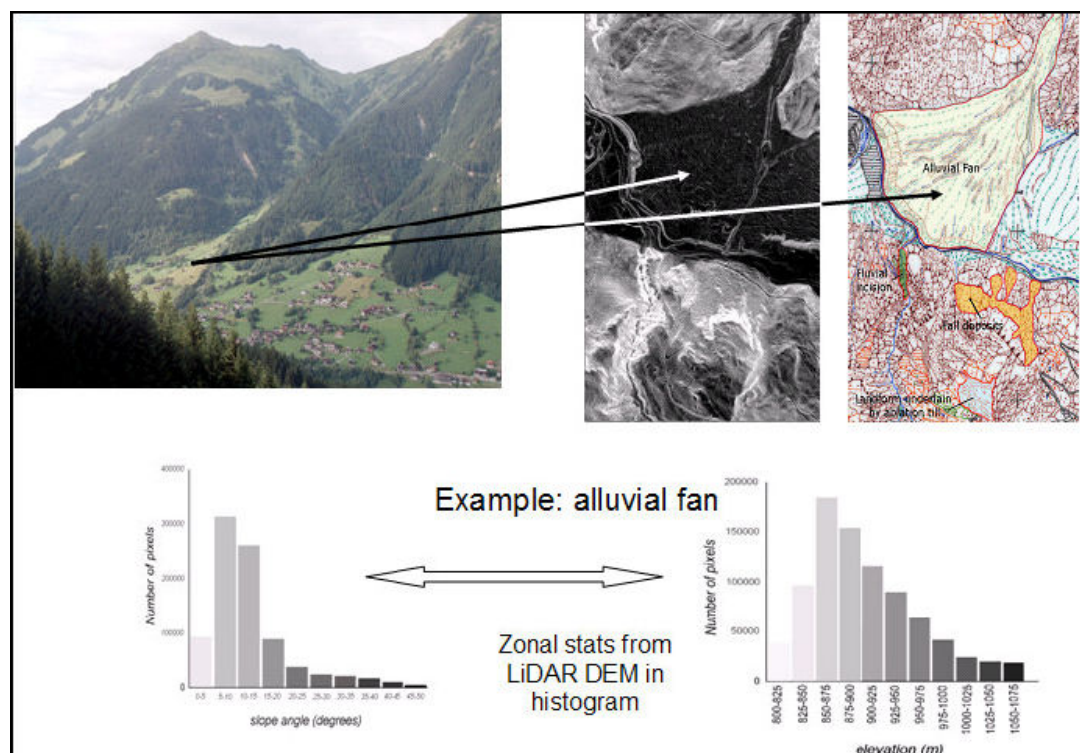 Alluvial Fan
Fluvial
incision
Fall deposits
Landform undertain
by ablation till
Example: alluvial fan
Zonal stats from
LiDAR DEM in
histogram
Number of pixels
400000
300000
200000
100000
0
0-5
5-10
10-15
15-20
20-25
25-30
30-35
35-40
40-45
45-50
slope angle (degrees)
Number of pixels
200000
150000
100000
50000
0
800-825
825-850
850-875
875-900
900-925
925-950
950-975
975-1000
1000-1025
1025-1050
1050-1075
elevation (m)